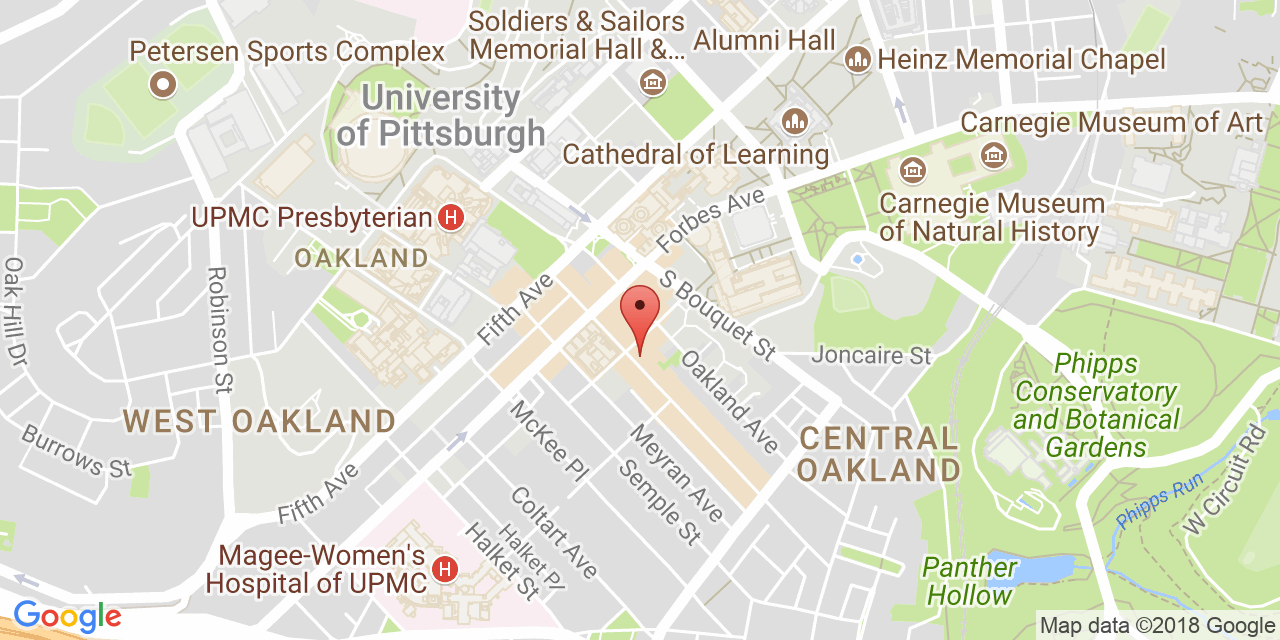 Soldiers & Sailors
Memorial Hall &...
Alumni Hall
Petersen Sports Complex
Heinz Memorial Chapel
University
of Pittsburgh
Carnegie Museum of Art
Cathedral of Learning
UPMC Presbyterian
H
Forbes Ave
Carnegie Museum
of Natural History
OAKLAND
Oak Hill Dr
Robinson St
Fifth Ave
S Bouquet St
Joncaire St
Oakland Ave
Phipps
Conservatory
and Botanical
Gardens
WEST OAKLAND
McKee Pl
Meyran Ave
CENTRAL
OAKLAND
Burrows St
Semple St
Fifth Ave
Coltart Ave
Halket Pl
Halket St
Phipps Run
W Circuit Rd
Magee-Women's
Hospital of UPMC
H
Panther
Hollow
Google
Map data ©2018 Google